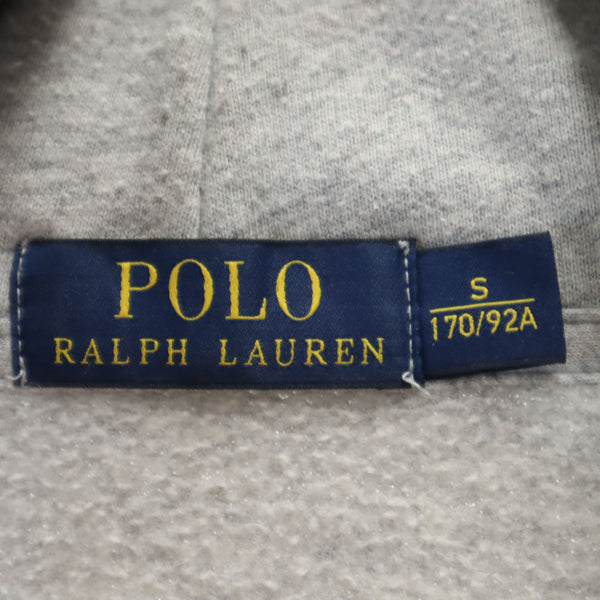 POLO
RALPH LAUREN
S
170/92A